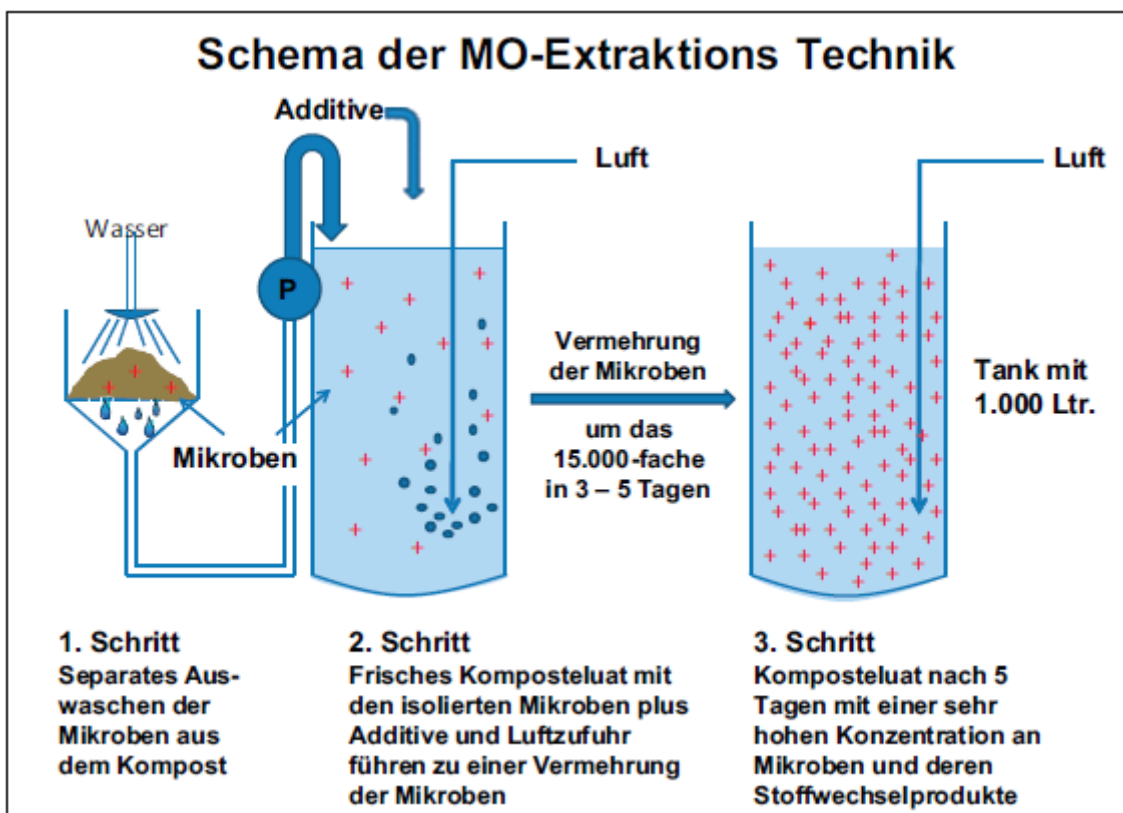 Schema der MO-Extraktions Technik
Additive
Luft
Luft
Wasser
P
Mikroben
Vermehrung
der Mikroben
um das
15.000-fache
in 3 – 5 Tagen
Tank mit
1.000 Ltr.
1. Schritt
Separates Aus-
waschen der
Mikroben aus
dem Kompost
2. Schritt
Frisches Komposteluat mit
den isolierten Mikroben plus
Additive und Luftzufuhr
führen zu einer Vermehrung
der Mikroben
3. Schritt
Komposteluat nach 5
Tagen mit einer sehr
hohen Konzentration an
Mikroben und deren
Stoffwechselprodukte